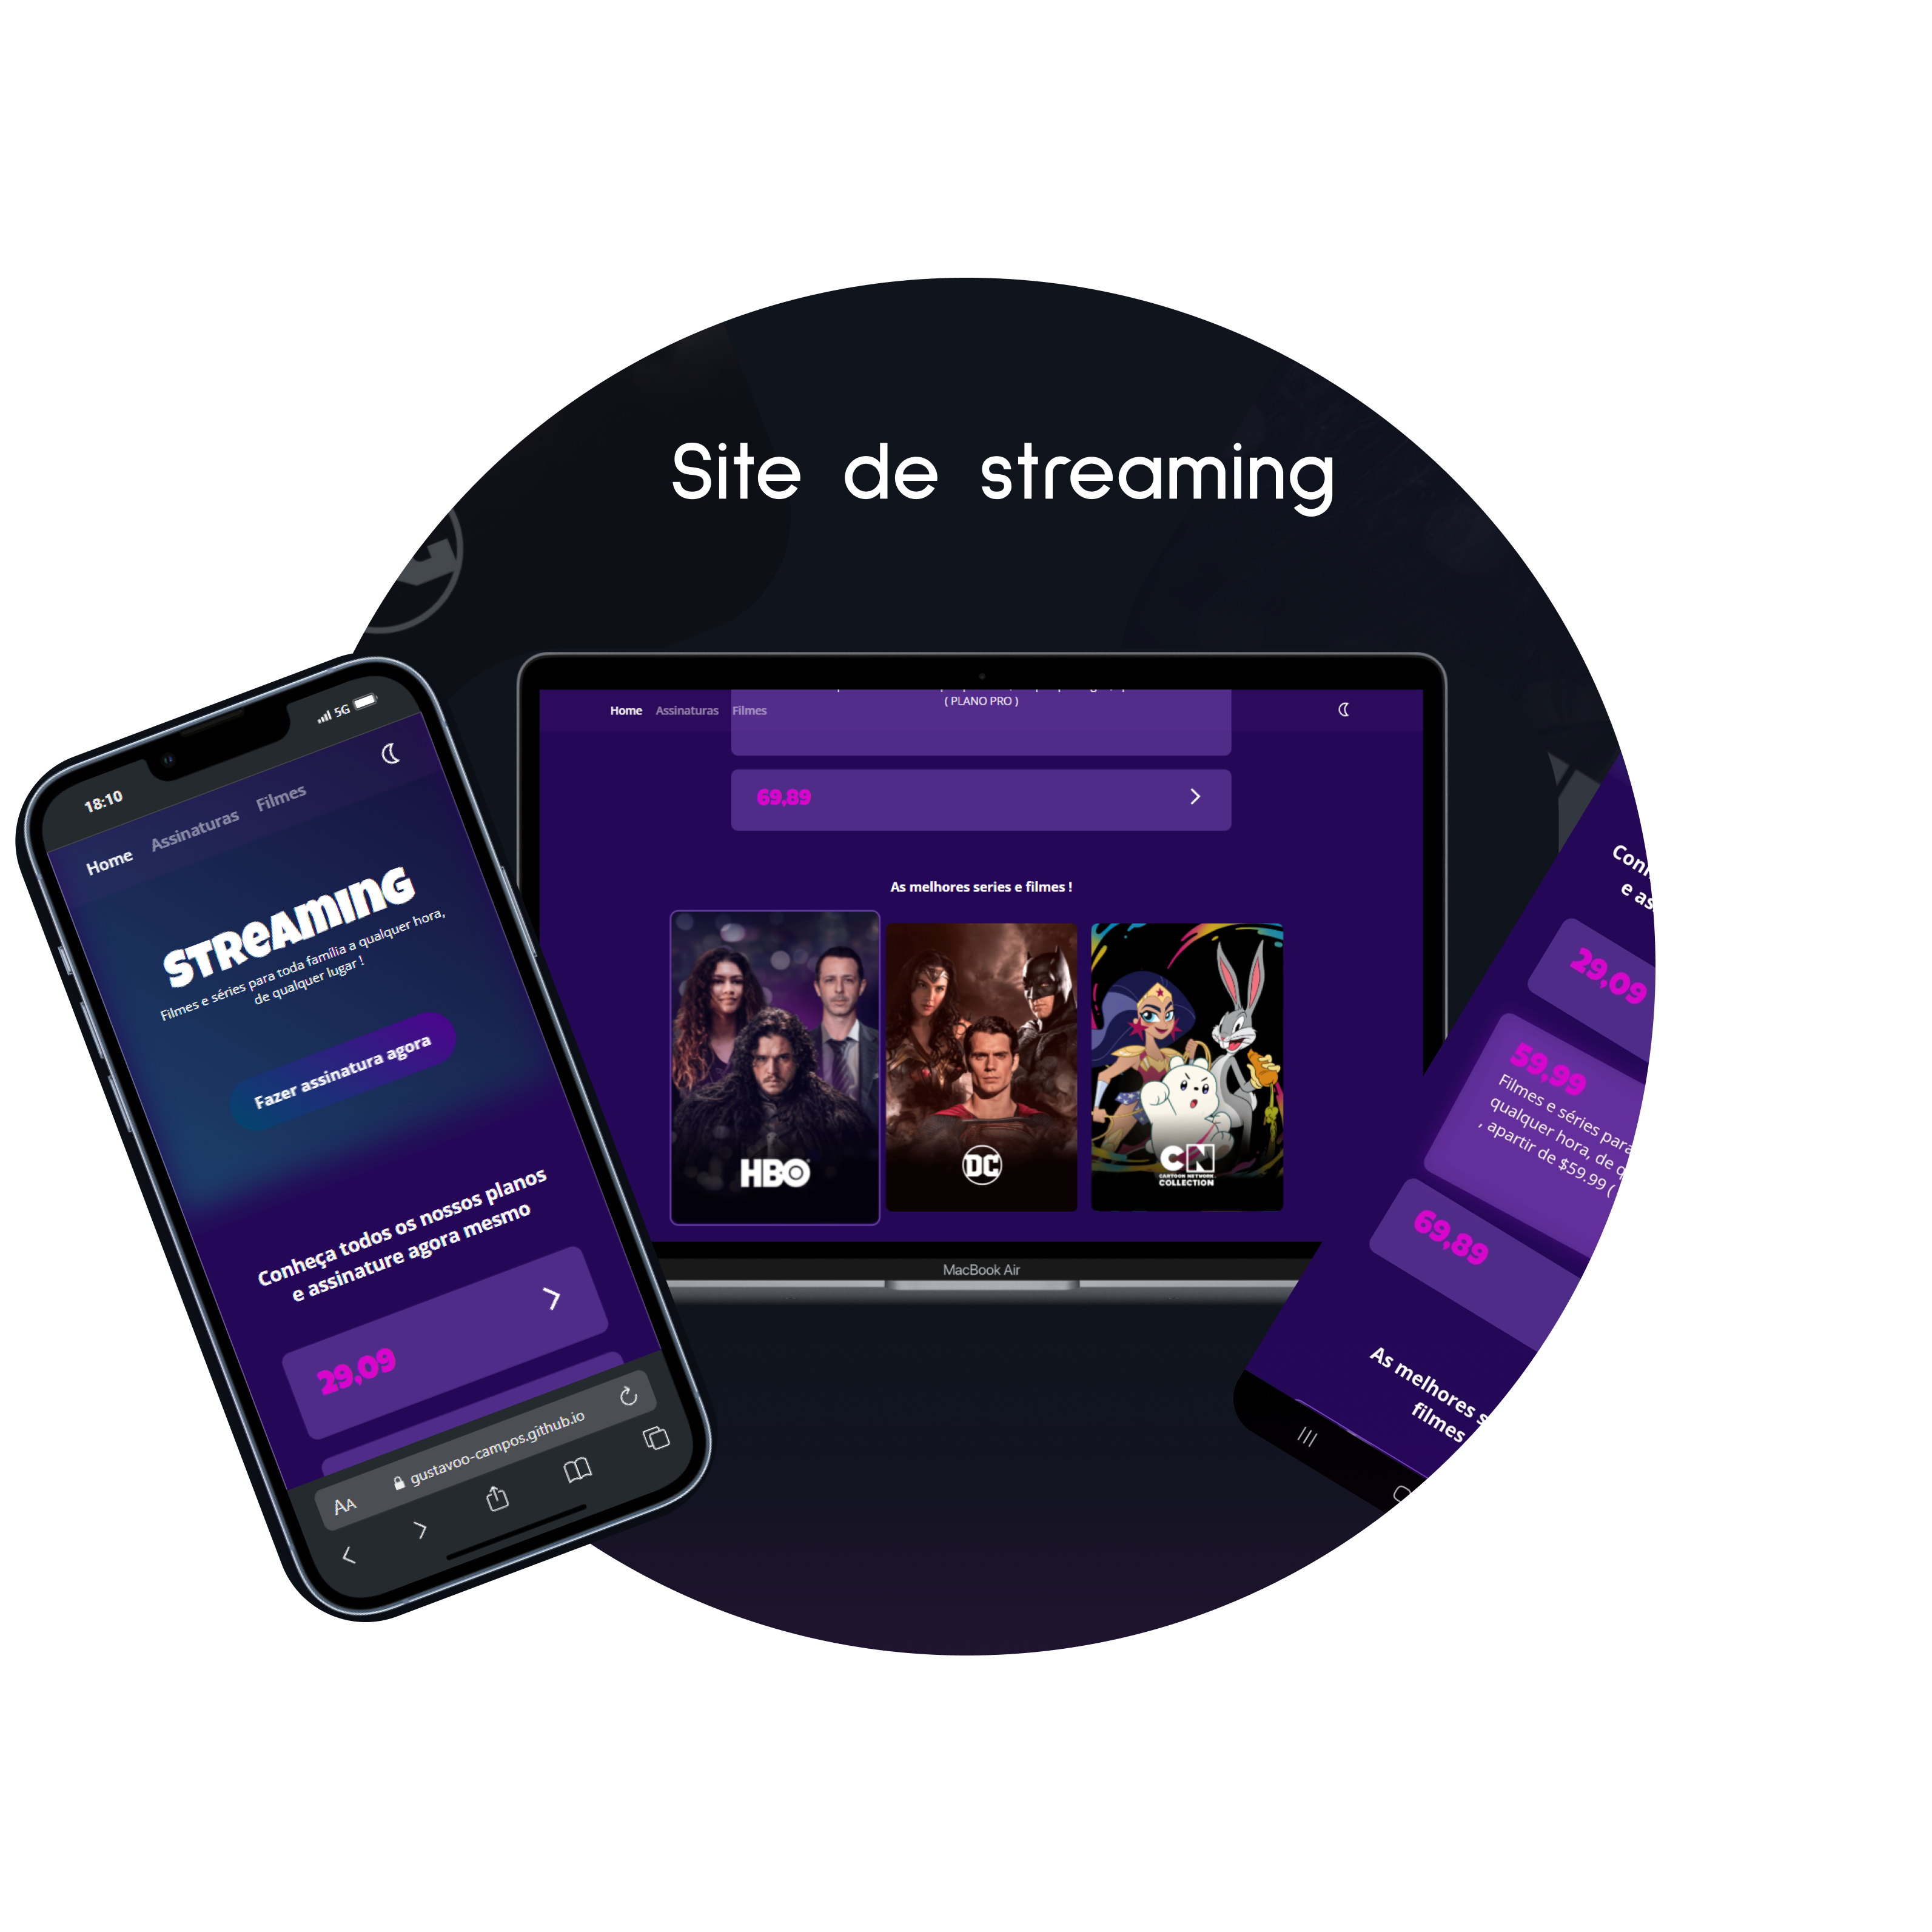 Site de streaming
18:10
5G
Home Assinaturas Filmes
STREAMING
Filmes e séries para toda família a qualquer hora,
de qualquer lugar !
Fazer assinatura agora
Conheça todos os nossos planos
e assinature agora mesmo
29,09
AA gustavoo-campos.github.io
( PLANO PRO )
Home Assinaturas Filmes
69,89
As melhores series e filmes !
HBO
DC
CN
CARTOON NETWORK
COLLECTION
MacBook Air
e as
29,09
59,99
Filmes e séries para
qualquer hora, de
, apartir de $59.99 (
69,89
As melhores s
filmes